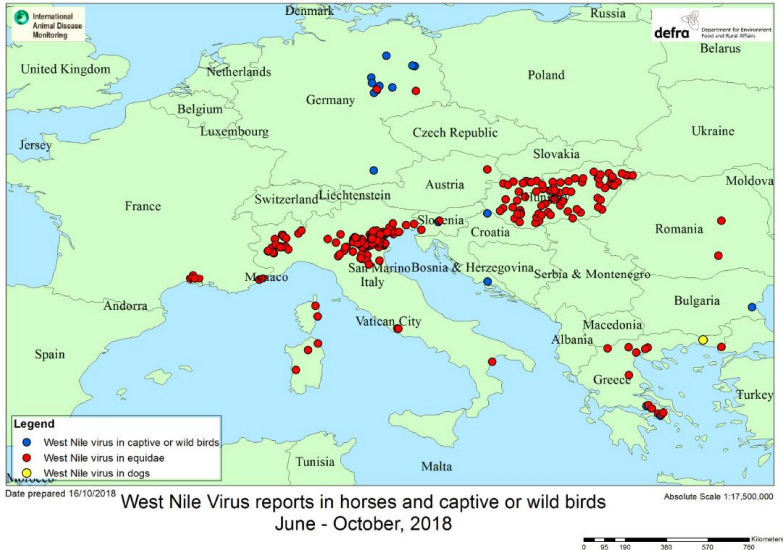 International
Animal Disease
Monitoring
Denmark
Russia
defra
Department for Environment
Food and Rural Affairs
Belarus
United Kingdom
Netherlands
Poland
Germany
Belgium
Luxembourg
Czech Republic
Ukraine
Jersey
Slovakia
Moldova
France
Austria
Switzerland
Liechtenstein
Slovenia
Croatia
Romania
San Marino
Bosnia & Herzegovina
Serbia & Montenegro
Monaco
Italy
Andorra
Bulgaria
Vatican City
Macedonia
Albania
Spain
Greece
Turkey
Legend
West Nile virus in captive or wild birds
West Nile virus in equidae
West Nile virus in dogs
Tunisia
Malta
Morocco
Date prepared 16/10/2018
Absolute Scale 1:17,500,000
West Nile Virus reports in horses and captive or wild birds
June - October, 2018
Kilometers
0 95 190 380 570 760